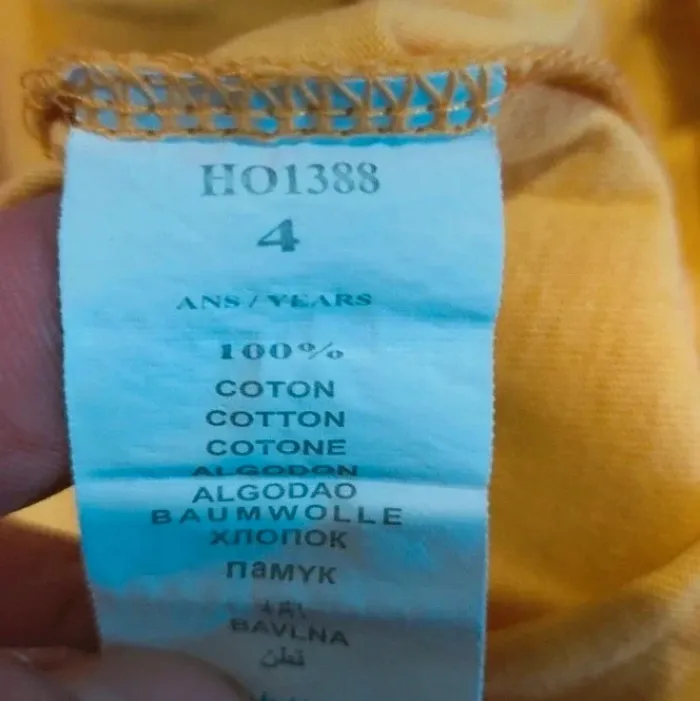 HO1388
4
ANS / YEARS
100%
COTON
COTTON
COTONE
ALGODON
ALGODAO
BAUMWOLLE
ХЛОПОК
памук
BAVLNA
قطن